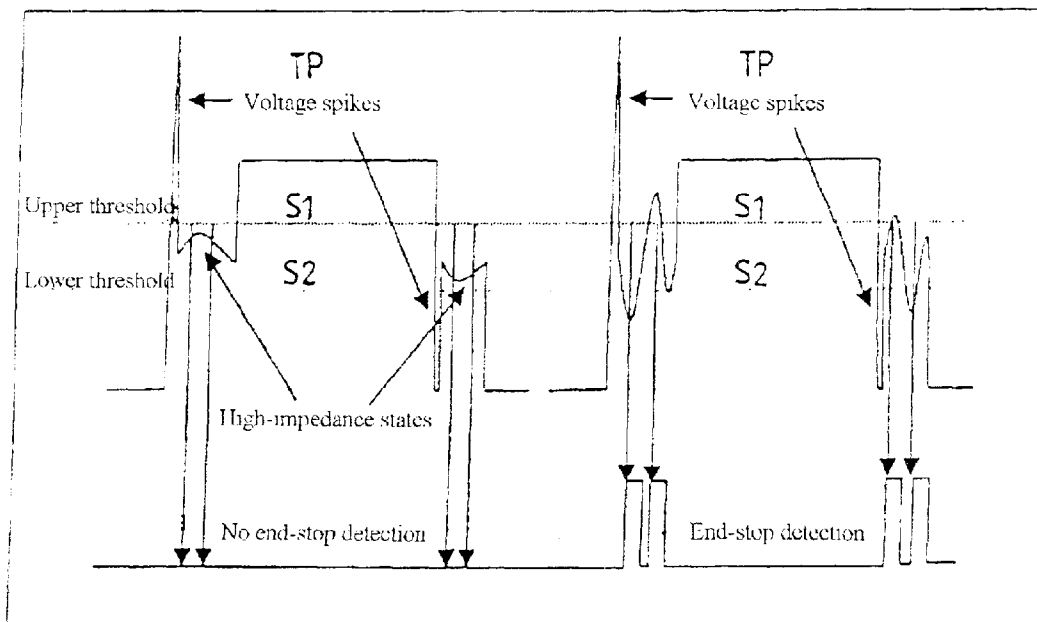 TP
TP
Voltage spikes
Voltage spikes
Upper threshold
S1
S1
Lower threshold
S2
S2
High-impedance states
No end-stop detection
End-stop detection